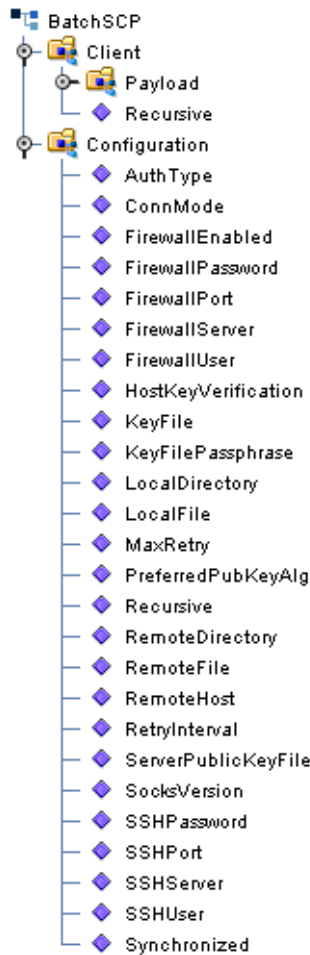 BatchSCP
Client
Payload
Recursive
Configuration
AuthType
ConnMode
FirewallEnabled
FirewallPassword
FirewallPort
FirewallServer
FirewallUser
HostKeyVerification
KeyFile
KeyFilePassphrase
LocalDirectory
LocalFile
MaxRetry
PreferredPubKeyAlg
Recursive
RemoteDirectory
RemoteFile
RemoteHost
RetryInterval
ServerPublicKeyFile
SocksVersion
SSHPassword
SSHPort
SSHServer
SSHUser
Synchronized